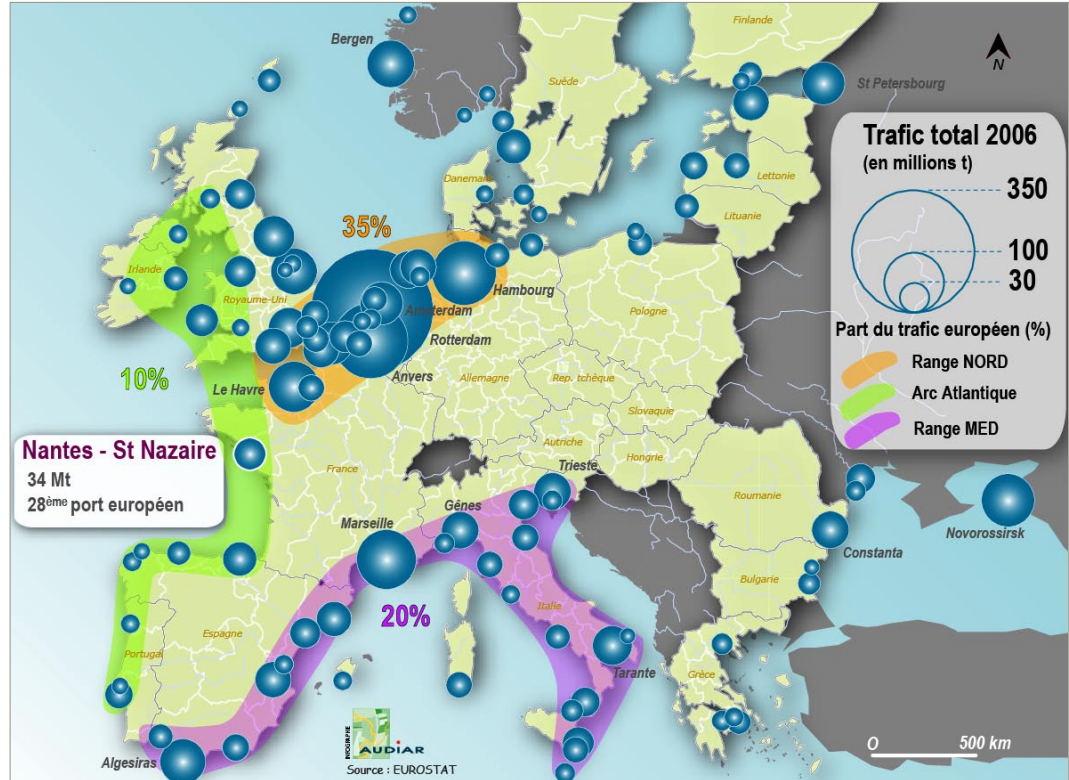 Bergen
Finlande
N
St Petersbourg
Suède
Trafic total 2006
(en millions t)
350
100
30
Part du trafic européen (%)
Range NORD
Arc Atlantique
Range MED
Danemark
Lettonie
Lituanie
35%
Irlande
Royaume-Uni
Hambourg
Amsterdam
Rotterdam
Anvers
Pologne
10%
Le Havre
Allemagne
Rep. tchèque
Slovaquie
Autriche
Hongrie
Nantes - St Nazaire
34 Mt
28ème port européen
France
Trieste
Gênes
Marseille
Roumanie
Novorossirsk
Constanta
Bulgarie
20%
Italie
Espagne
Portugal
Tarante
Grèce
Algesiras
INFOGRAPHIE
AUDIAR
Source : EUROSTAT
0 500 km